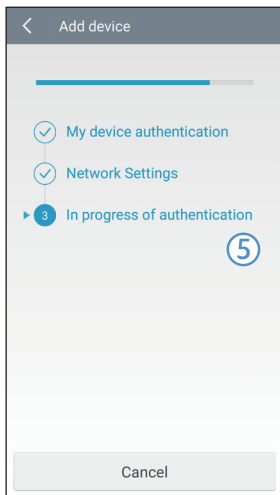 Add device
My device authentication
Network Settings
3 In progress of authentication
⑤
Cancel